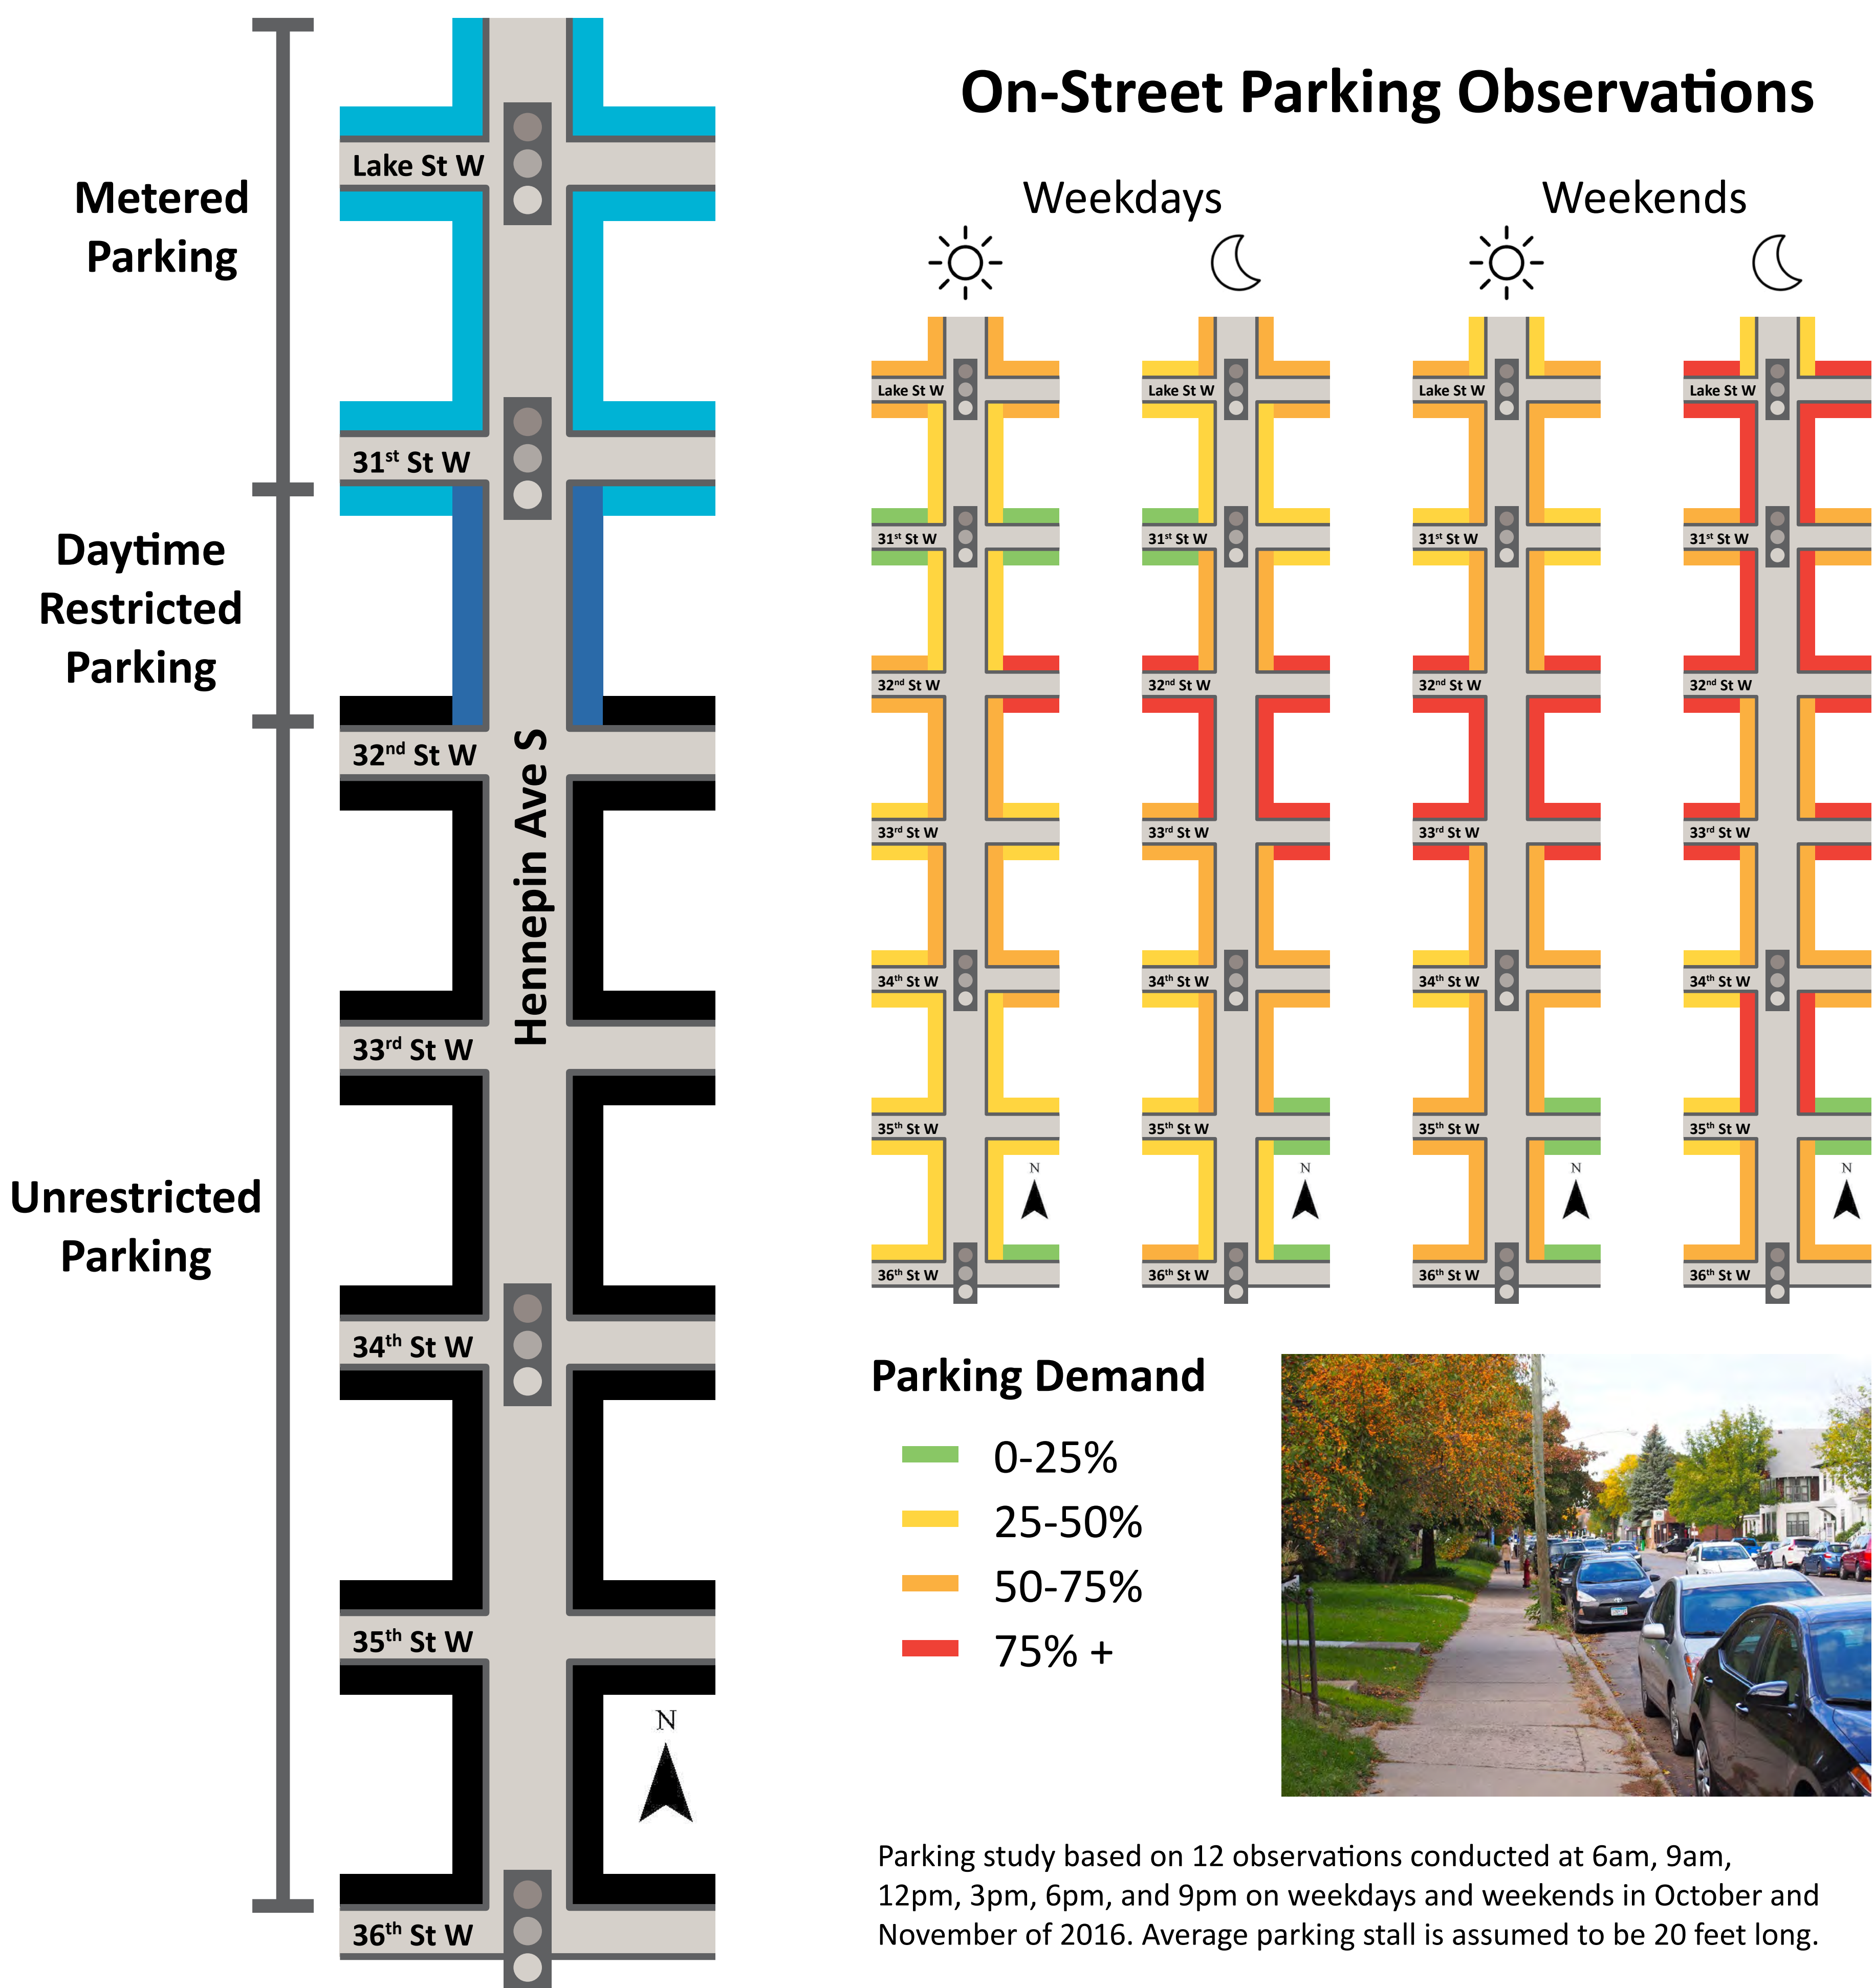 On-Street Parking Observations
Metered
Parking
Daytime
Restricted
Parking
Unrestricted
Parking
Lake St W
31st St W
32nd St W
33rd St W
34th St W
35th St W
36th St W
Hennepin Ave S
N
Weekdays
Weekends
Lake St W
31st St W
32nd St W
33rd St W
34th St W
35th St W
N
36th St W
Lake St W
31st St W
32nd St W
33rd St W
34th St W
35th St W
N
36th St W
Lake St W
31st St W
32nd St W
33rd St W
34th St W
35th St W
N
36th St W
Lake St W
31st St W
32nd St W
33rd St W
34th St W
35th St W
N
36th St W
Parking Demand
0-25%
25-50%
50-75%
75% +
Parking study based on 12 observations conducted at 6am, 9am,
12pm, 3pm, 6pm, and 9pm on weekdays and weekends in October and
November of 2016. Average parking stall is assumed to be 20 feet long.